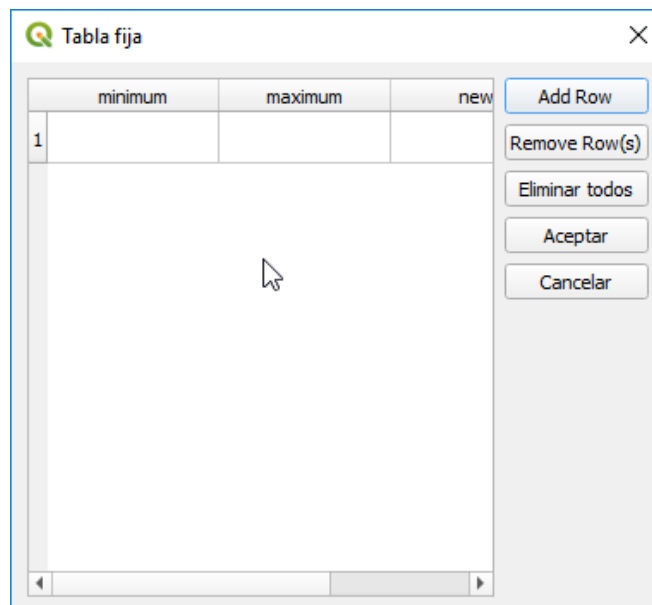 Tabla fija
minimum maximum new
1
Add Row
Remove Row(s)
Eliminar todos
Aceptar
Cancelar